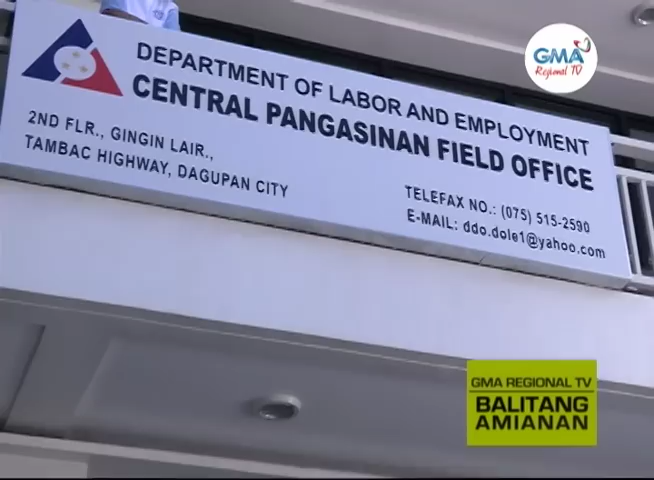 GMA
Regional TV
DEPARTMENT OF LABOR AND EMPLOYMENT
CENTRAL PANGASINAN FIELD OFFICE
2ND FLR., GINGIN LAIR.,
TAMBAC HIGHWAY, DAGUPAN CITY
TELEFAX NO.: (075) 515-2590
E-MAIL: ddo.dole1@yahoo.com
GMA REGIONAL TV
BALITANG
AMIANAN